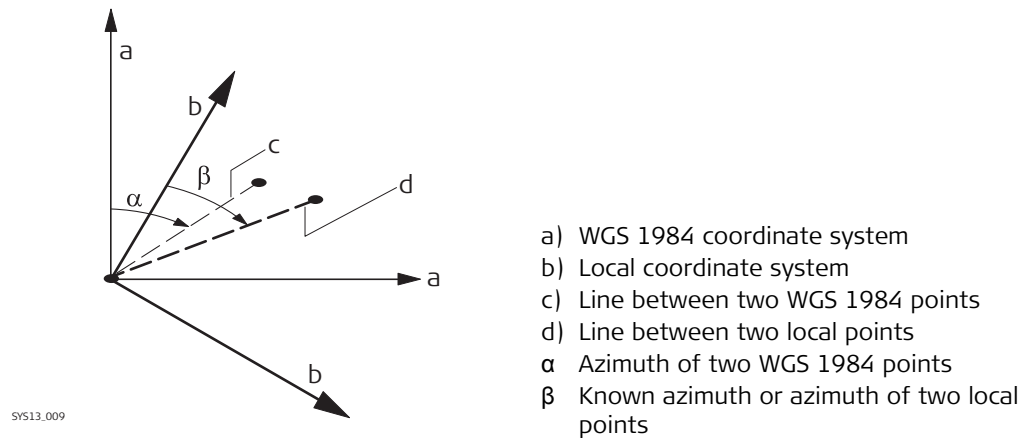 a
b
c
β
d
α
a
b
SYS13_009
a) WGS 1984 coordinate system
b) Local coordinate system
c) Line between two WGS 1984 points
d) Line between two local points
α Azimuth of two WGS 1984 points
β Known azimuth or azimuth of two local
points